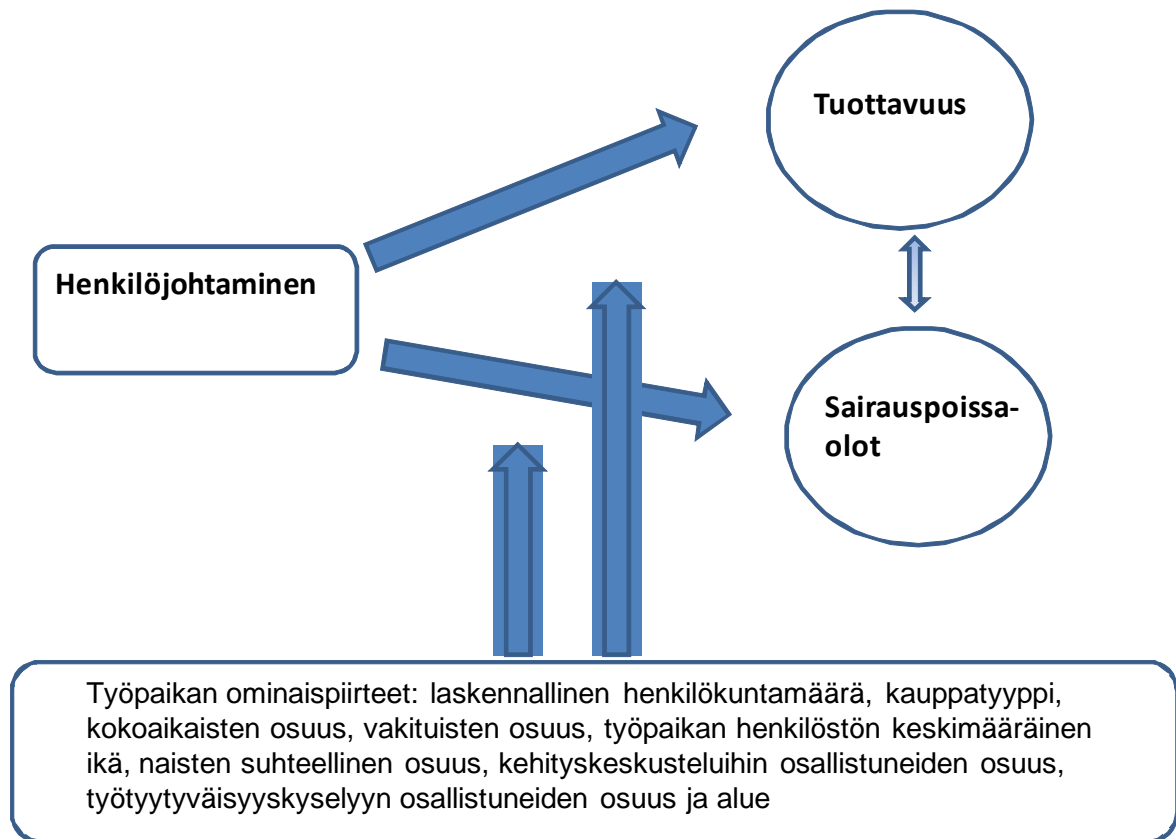 Tuottavuus
Henkilöjohtaminen
Sairauspoissa-
olot
Työpaikan ominaispiirteet: laskennallinen henkilökuntamäärä, kauppatyyppi,
kokoaikaisten osuus, vakituisten osuus, työpaikan henkilöstön keskimääräinen
ikä, naisten suhteellinen osuus, kehityskeskusteluihin osallistuneiden osuus,
työtyytyväisyyskyselyyn osallistuneiden osuus ja alue